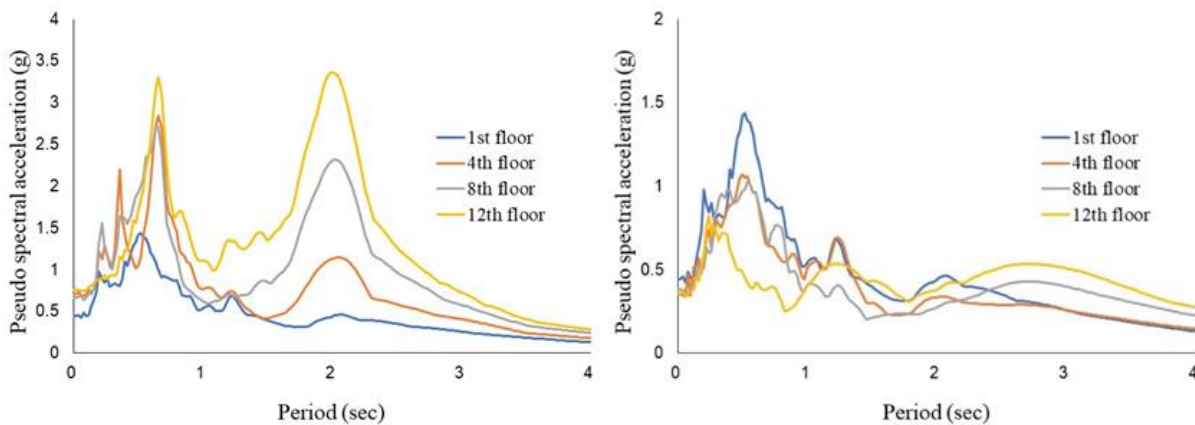 Pseudo spectral acceleration (g)
4
3.5
3
2.5
2
1.5
1
0.5
0
0
1
2
3
4
Period (sec)
1st floor
4th floor
8th floor
12th floor
Pseudo spectral acceleration (g)
2
1.5
1
0.5
0
0
1
2
3
4
Period (sec)
1st floor
4th floor
8th floor
12th floor